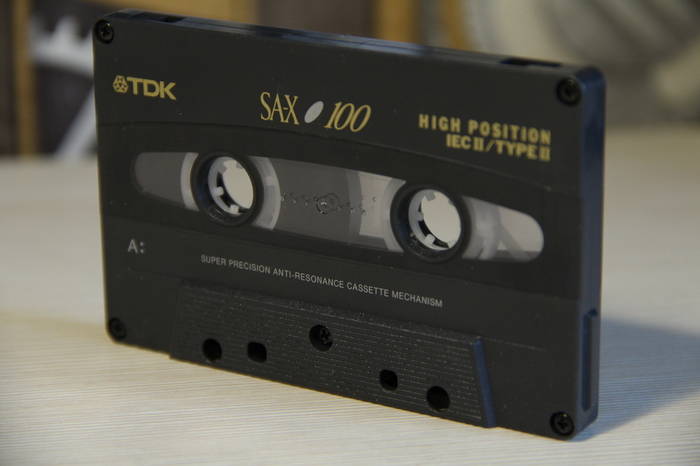 TDK
SA-X 100
HIGH POSITION
IEC II / TYPE II
A:
SUPER PRECISION ANTI-RESONANCE CASSETTE MECHANISM